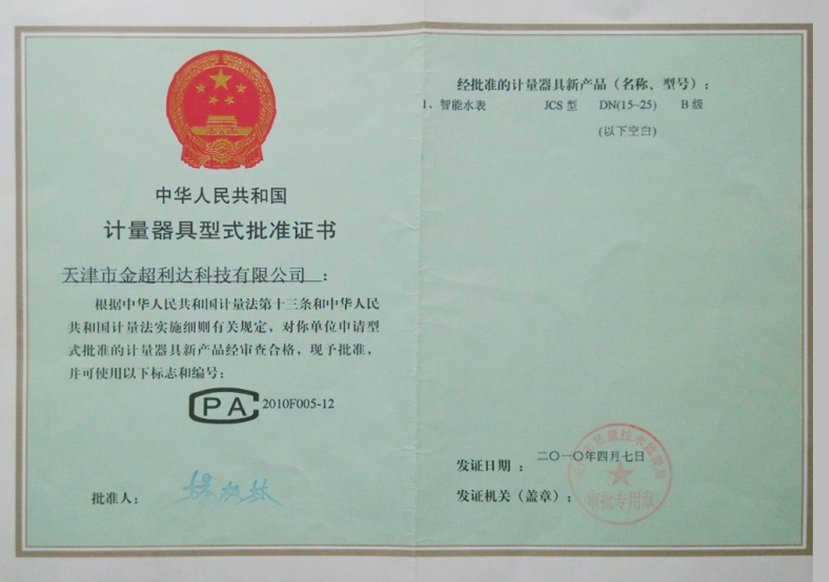 中华人民共和国
计量器具型式批准证书
天津市金超利达科技有限公司：
根据中华人民共和国计量法第十三条和中华人民
共和国计量法实施细则有关规定，对你单位申请型
式批准的计量器具新产品经审查合格，现予批准，
并可使用以下标志和编号：
CPA 2010F005-12
批准人：
经批准的计量器具新产品（名称、型号）：
1、智能水表 JCS型 DN(15~25) B级
(以下空白)
发证日期： 二〇一〇年四月七日
发证机关（盖章）：
审批专用章